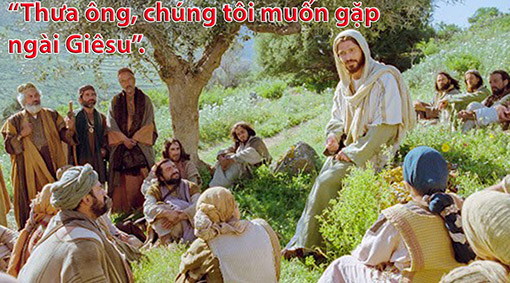 “Thưa ông, chúng tôi muốn gặp
ngài Giêsu”.